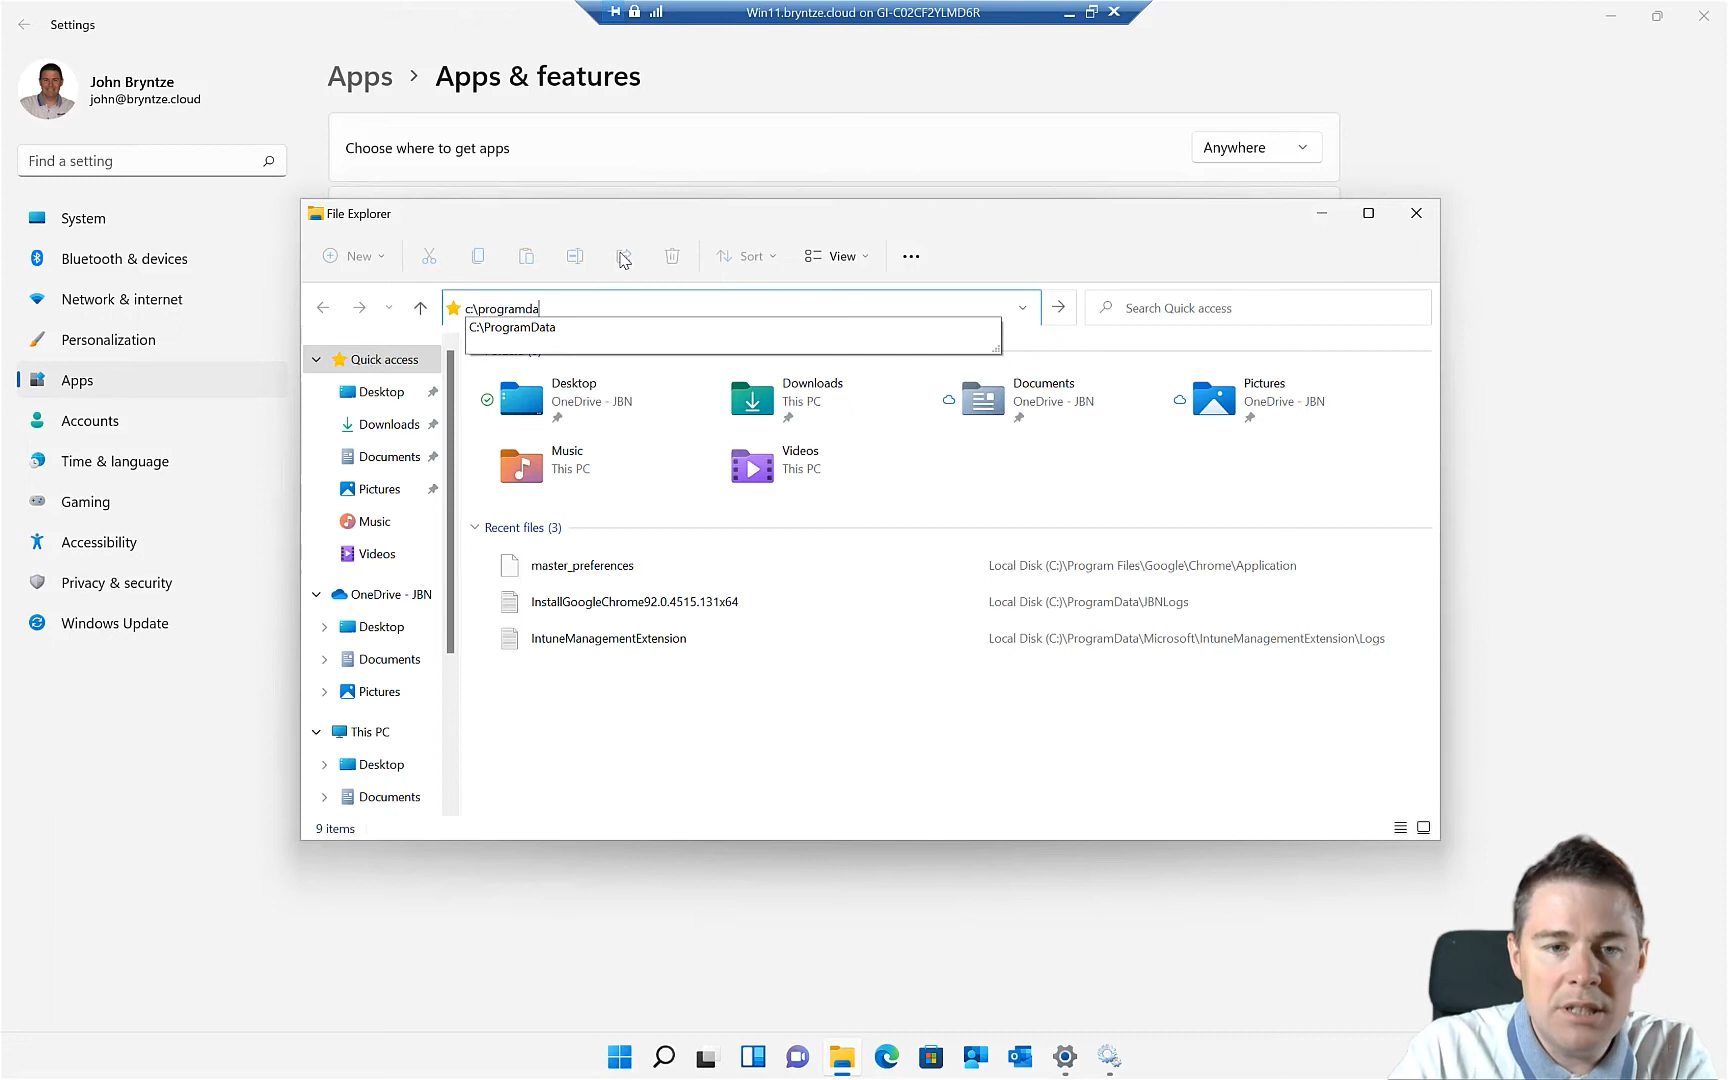 Settings
Win11.bryntze.cloud on GI-C02CF2YLMD6R
John Bryntze
john@bryntze.cloud
Find a setting
System
Bluetooth & devices
Network & internet
Personalization
Apps
Accounts
Time & language
Gaming
Accessibility
Privacy & security
Windows Update
Apps > Apps & features
Choose where to get apps
Anywhere
File Explorer
New
Sort
View
c:\programda
Search Quick access
C:\ProgramData
Quick access
Desktop
Downloads
Documents
Pictures
Music
Videos
OneDrive - JBN
Desktop
Documents
Pictures
This PC
Desktop
Documents
Desktop
OneDrive - JBN
Downloads
This PC
Documents
OneDrive - JBN
Pictures
OneDrive - JBN
Music
This PC
Videos
This PC
Recent files (3)
master_preferences
Local Disk (C:)\Program Files\Google\Chrome\Application
InstallGoogleChrome92.0.4515.131x64
Local Disk (C:)\ProgramData\JBNLogs
IntuneManagementExtension
Local Disk (C:)\ProgramData\Microsoft\IntuneManagementExtension\Logs
9 items